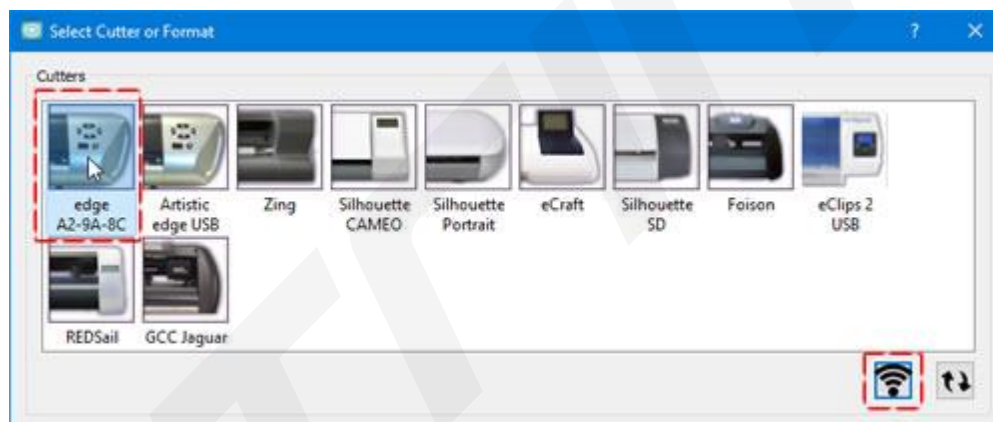 Select Cutter or Format
?
Cutters
edge A2-9A-8C
Artistic edge USB
Zing
Silhouette CAMEO
Silhouette Portrait
eCraft
Silhouette SD
Foison
eClips 2 USB
REDSail
GCC Jaguar